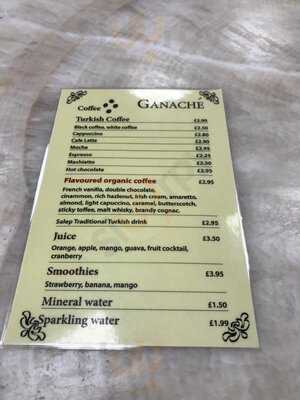 Coffee GANACHE
Turkish Coffee £2.95
Black coffee, white coffee £2.50
Cappuccino £2.80
Cafe Latte £2.90
Mocha £2.95
Espresso £2.25
Machiatto £2.50
Hot chocolate £2.95
Flavoured organic coffee £2.95
French vanilla, double chocolate,
cinammon, rich hazlenut, irish cream, amaretto,
almond, light capuccino, caramel, butterscotch,
sticky toffee, malt whisky, brandy cognac.
Salep Traditional Turkish drink £2.95
Juice £3.50
Orange, apple, mango, guava, fruit cocktail,
cranberry
Smoothies £3.95
Strawberry, banana, mango
Mineral water £1.50
Sparkling water £1.99